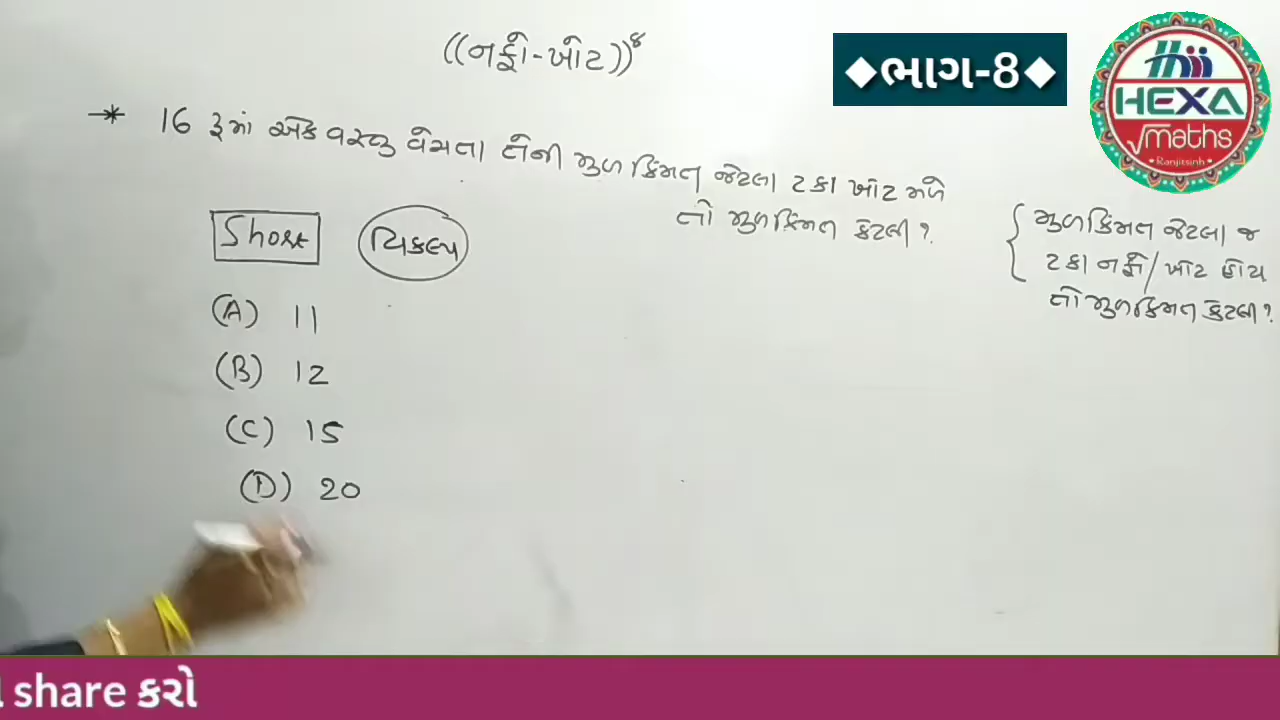 ((નફો-ખોટ))⁸
◆ભાગ-8◆
HEXA
√maths
Ranjitsinh
→* 16 રૂમાં એક વસ્તુ વેચતા તેની મુળ કિંમત જેટલા ટકા ખોટ મળે
તો મુળકિંમત કેટલી?
{ મુળકિંમત જેટલા જ
ટકા નફો/ખોટ હોય
તો મુળકિંમત કેટલી?
Short વિકલ્પ
(A) 11
(B) 12
(C) 15
(D) 20
share કરો